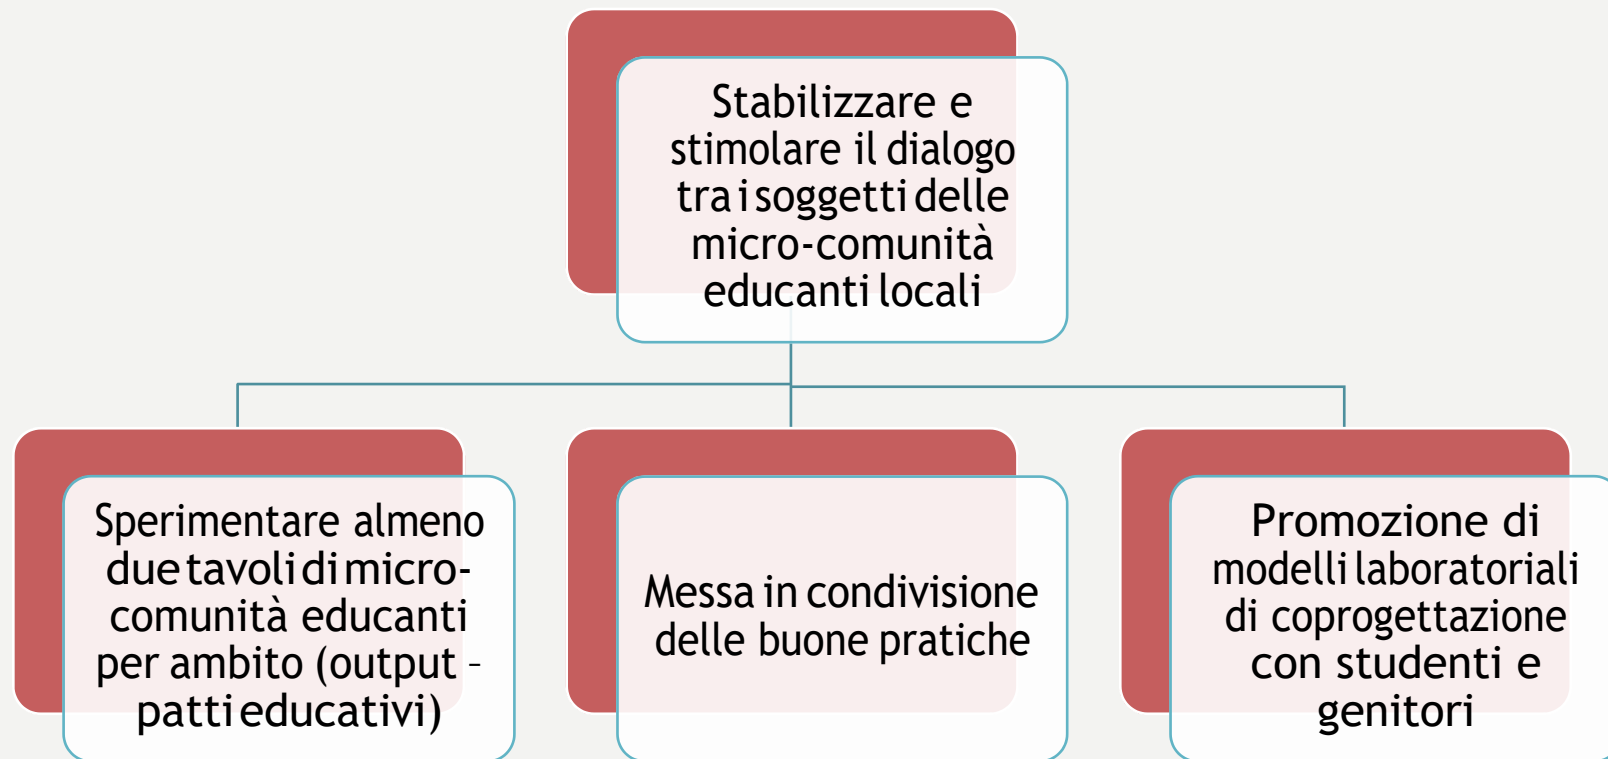 Stabilizzare e
stimolare il dialogo
tra i soggetti delle
micro-comunità
educanti locali
Sperimentare almeno
due tavoli di micro-
comunità educanti
per ambito (output –
patti educativi)
Messa in condivisione
delle buone pratiche
Promozione di
modelli laboratoriali
di coprogettazione
con studenti e
genitori